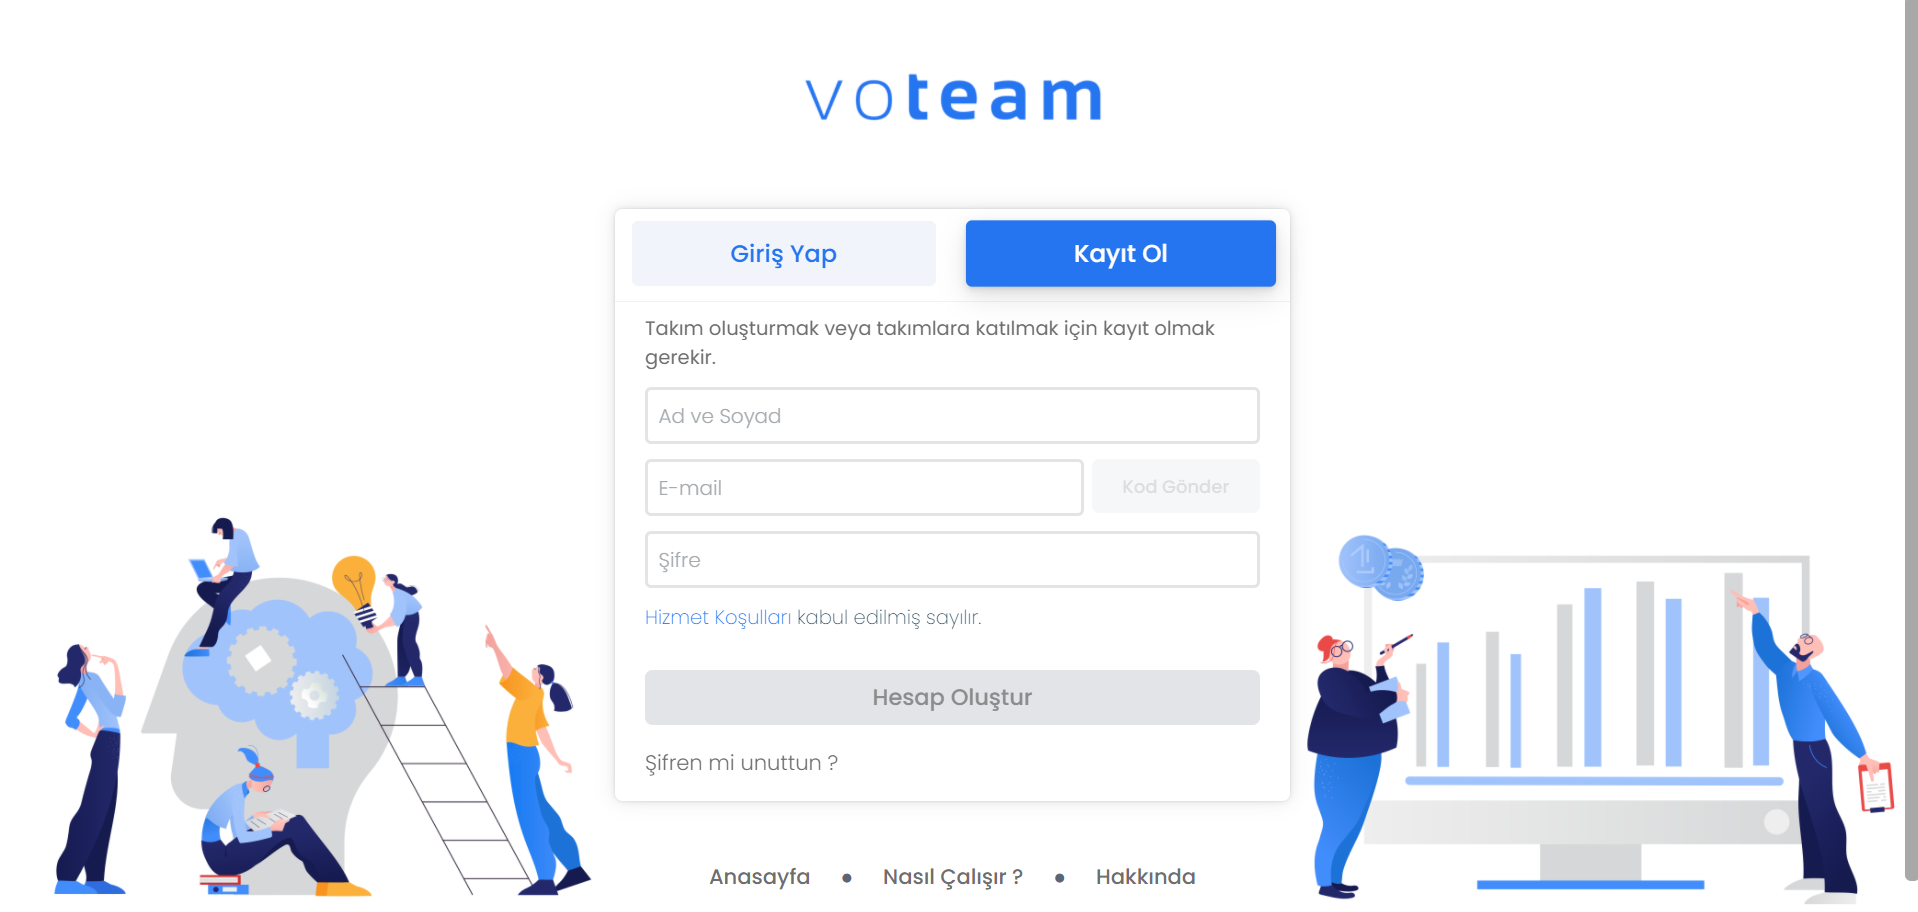 voteam
Giriş Yap
Kayıt Ol
Takım oluşturmak veya takımlara katılmak için kayıt olmak
gerekir.
Ad ve Soyad
E-mail
Kod Gönder
Şifre
Hizmet Koşulları kabul edilmiş sayılır.
Hesap Oluştur
Şifren mi unuttun ?
Anasayfa • Nasıl Çalışır ? • Hakkında